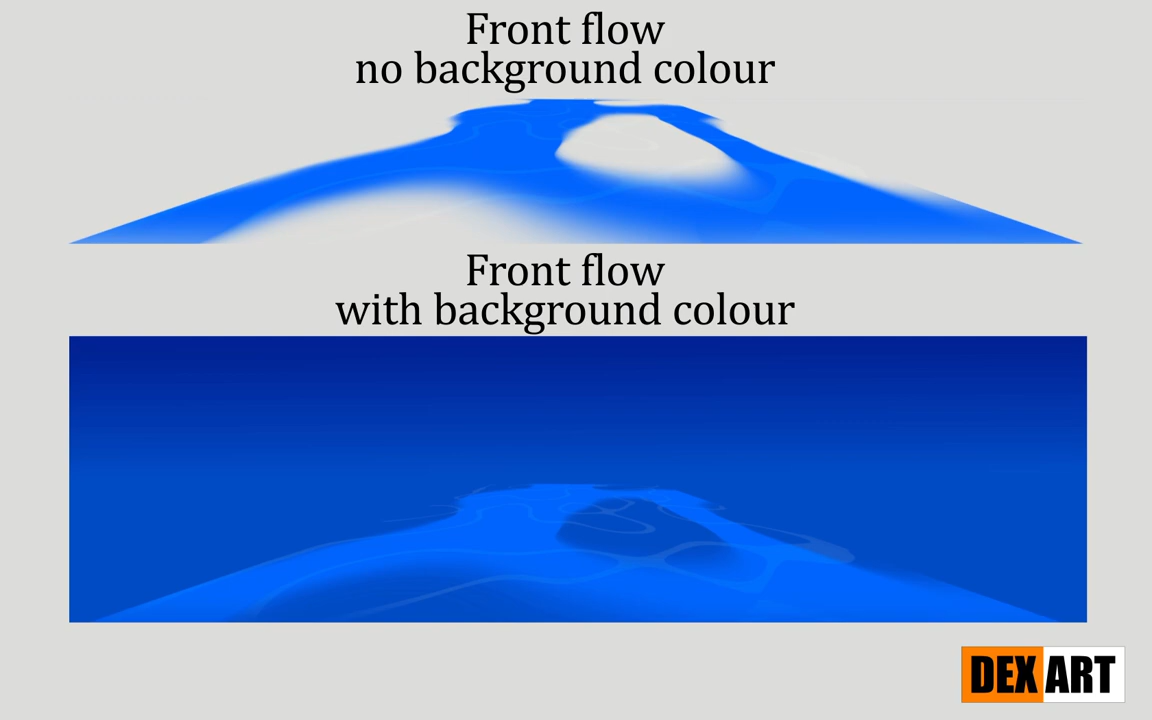 Front flow
no background colour
Front flow
with background colour
DEX ART